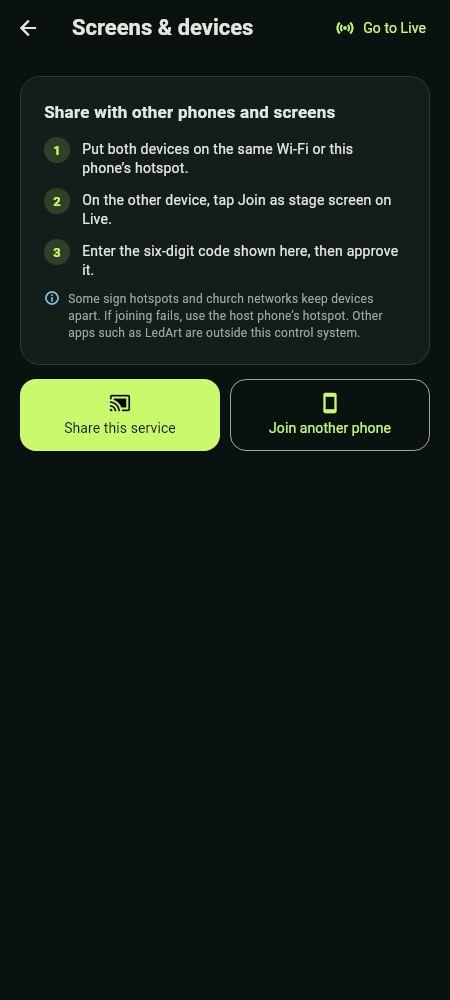 Screens & devices
Go to Live
Share with other phones and screens
1
Put both devices on the same Wi-Fi or this
phone’s hotspot.
2
On the other device, tap Join as stage screen on
Live.
3
Enter the six-digit code shown here, then approve
it.
Some sign hotspots and church networks keep devices
apart. If joining fails, use the host phone’s hotspot. Other
apps such as LedArt are outside this control system.
Share this service
Join another phone